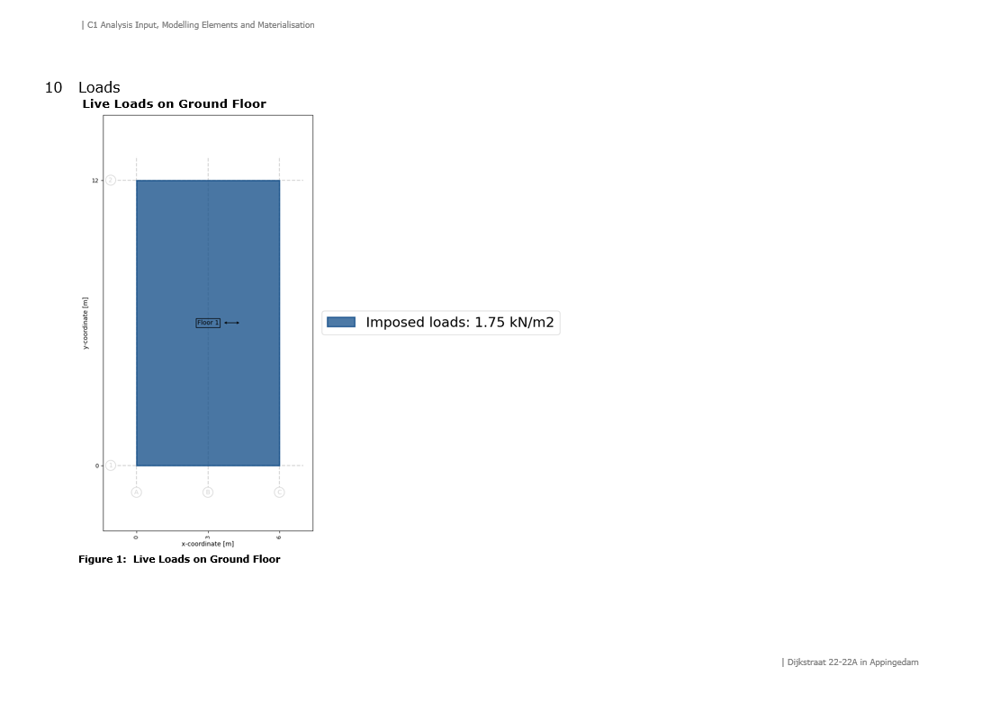 | C1 Analysis Input, Modelling Elements and Materialisation
10 Loads
Live Loads on Ground Floor
12
2
y-coordinate [m]
Floor 1
Imposed loads: 1.75 kN/m2
0
1
A B C
0 3 6
x-coordinate [m]
Figure 1: Live Loads on Ground Floor
| Dijkstraat 22-22A in Appingedam